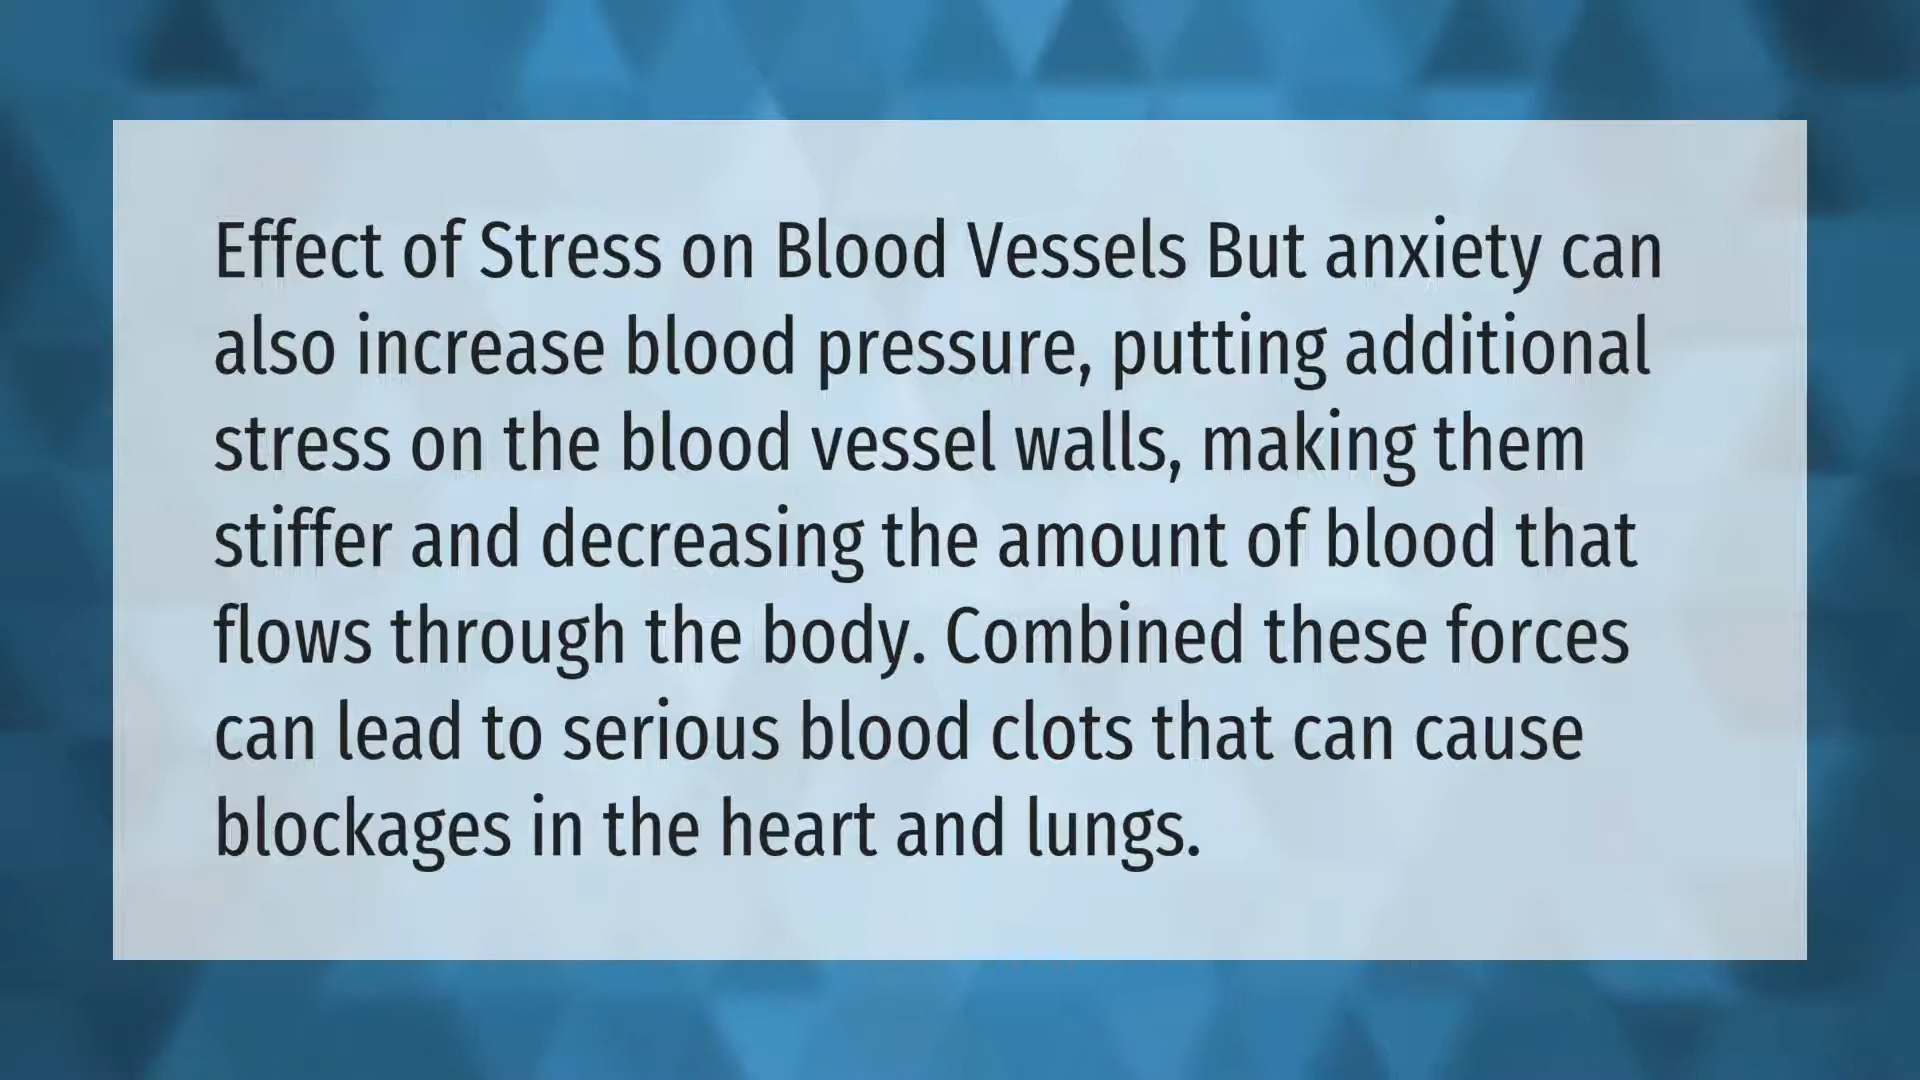 Effect of Stress on Blood Vessels But anxiety can
also increase blood pressure, putting additional
stress on the blood vessel walls, making them
stiffer and decreasing the amount of blood that
flows through the body. Combined these forces
can lead to serious blood clots that can cause
blockages in the heart and lungs.